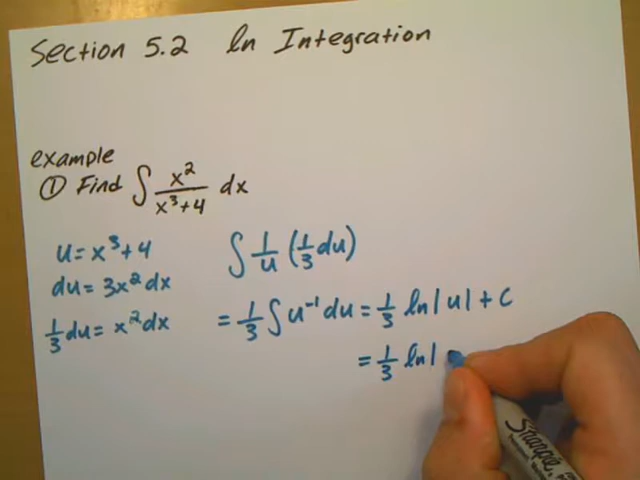 Section 5.2 ln Integration
example
① Find ∫ x²/(x³+4) dx
u = x³+4
∫ 1/u (1/3 du)
du = 3x² dx
= 1/3 ∫ u⁻¹ du = 1/3 ln|u| + C
1/3 du = x² dx
= 1/3 ln|
Sharpie